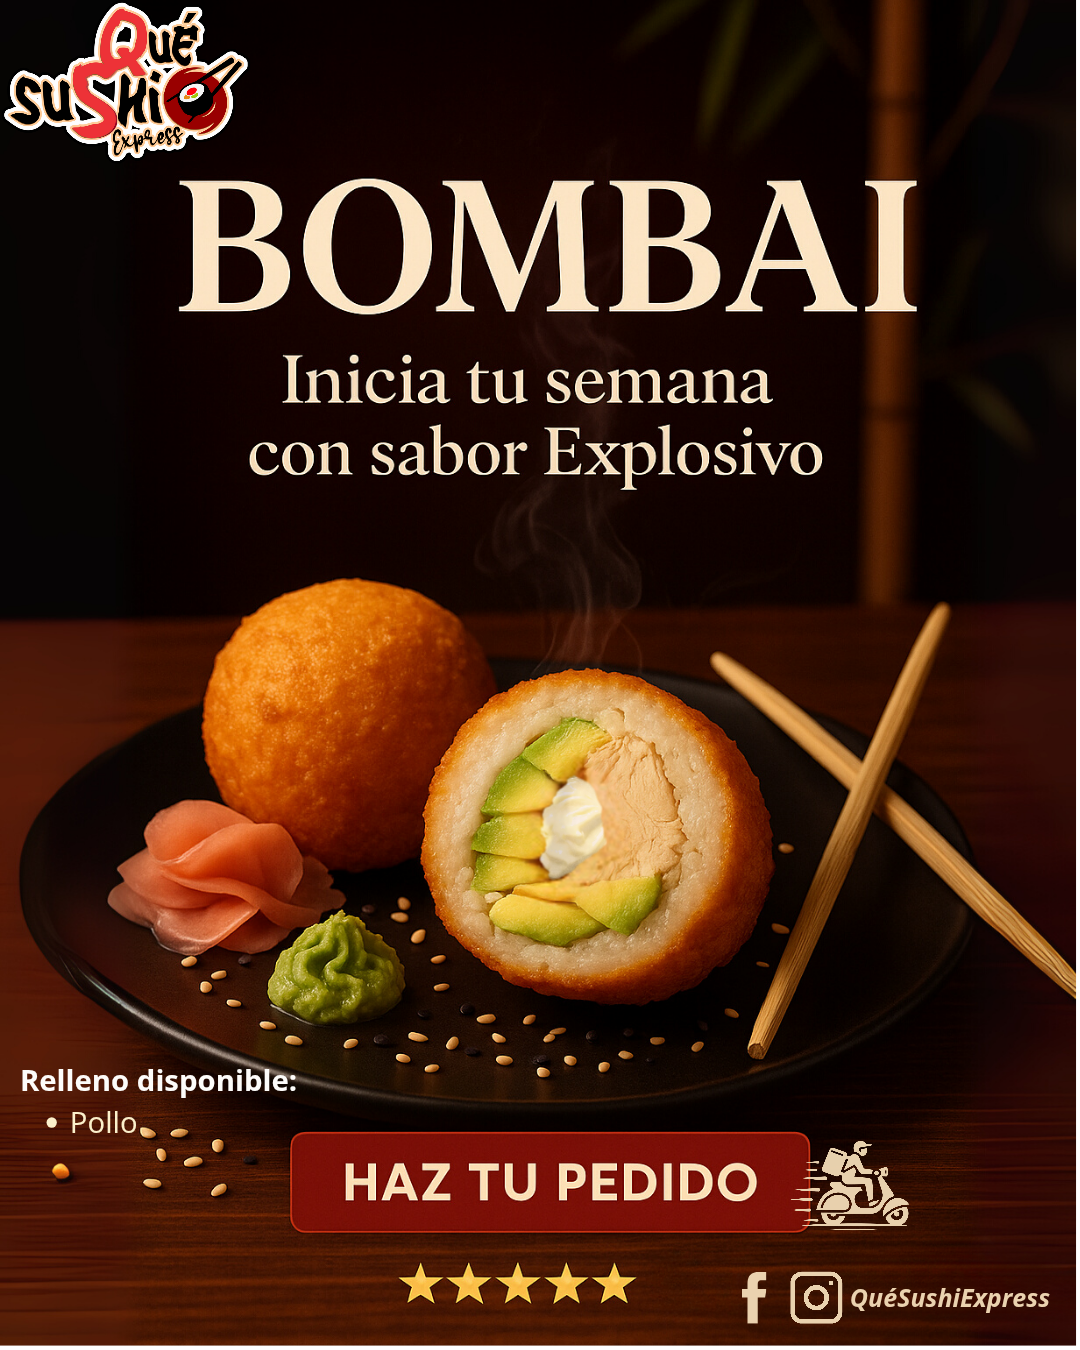 Qué
SuShi
Express
BOMBAI
Inicia tu semana
con sabor Explosivo
Relleno disponible:
• Pollo
HAZ TU PEDIDO
QuéSushiExpress